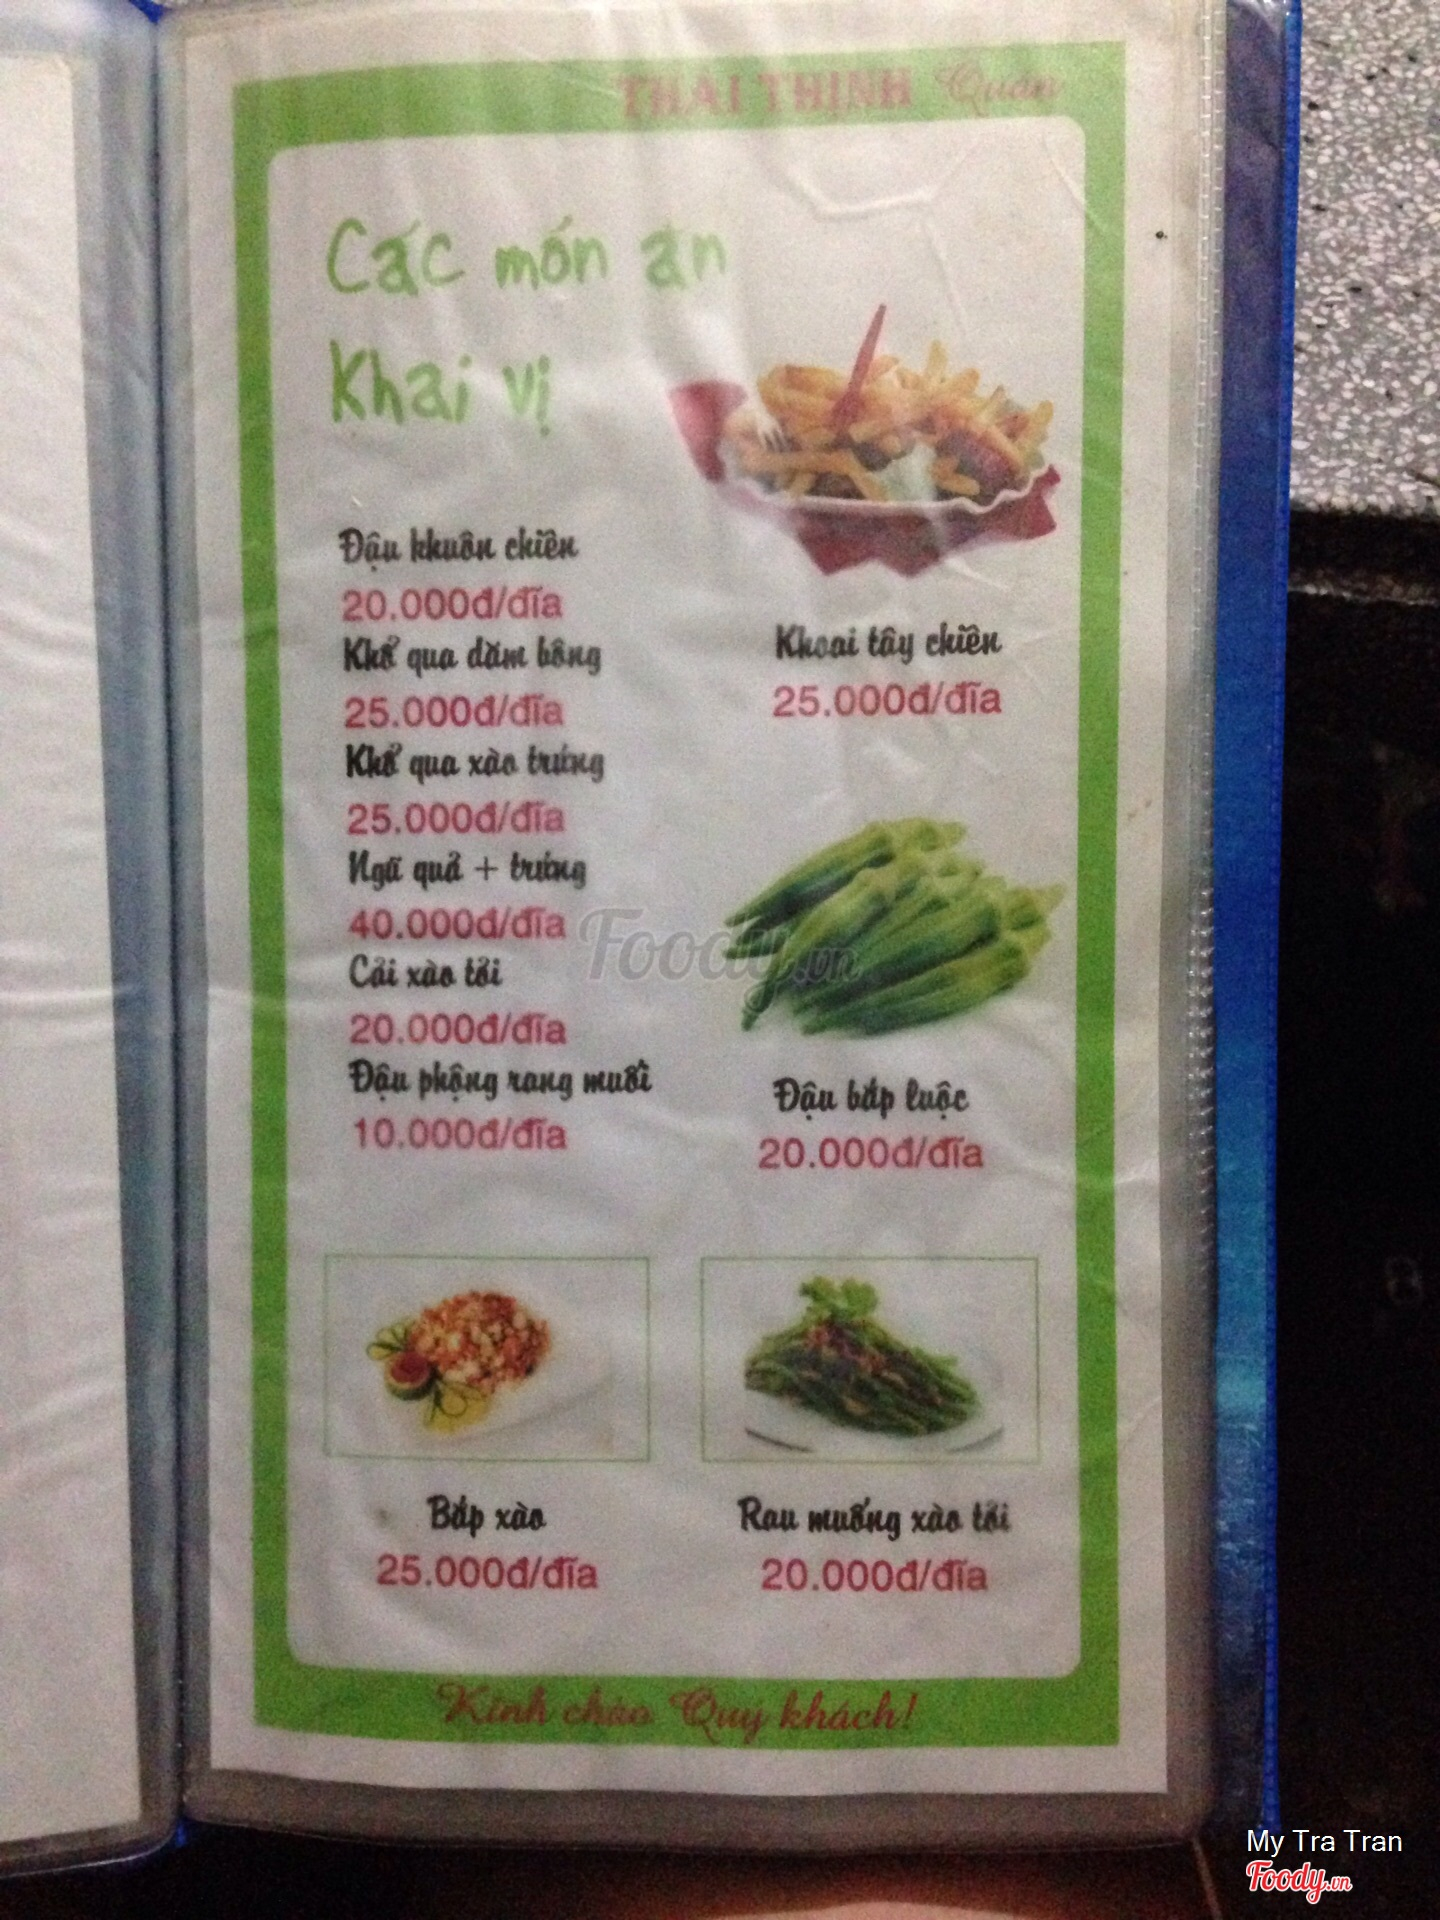 THÁI THỊNH Quán
Các món ăn
Khai vị
Đậu khuôn chiên
20.000đ/đĩa
Khổ qua dăm bông
25.000đ/đĩa
Khổ qua xào trứng
25.000đ/đĩa
Ngũ quả + trứng
40.000đ/đĩa
Cải xào tỏi
20.000đ/đĩa
Đậu phộng rang muối
10.000đ/đĩa
Khoai tây chiên
25.000đ/đĩa
Đậu bắp luộc
20.000đ/đĩa
Bắp xào
25.000đ/đĩa
Rau muống xào tỏi
20.000đ/đĩa
Kính chào Quý khách!
Foody.vn
My Tra Tran
Foody.vn